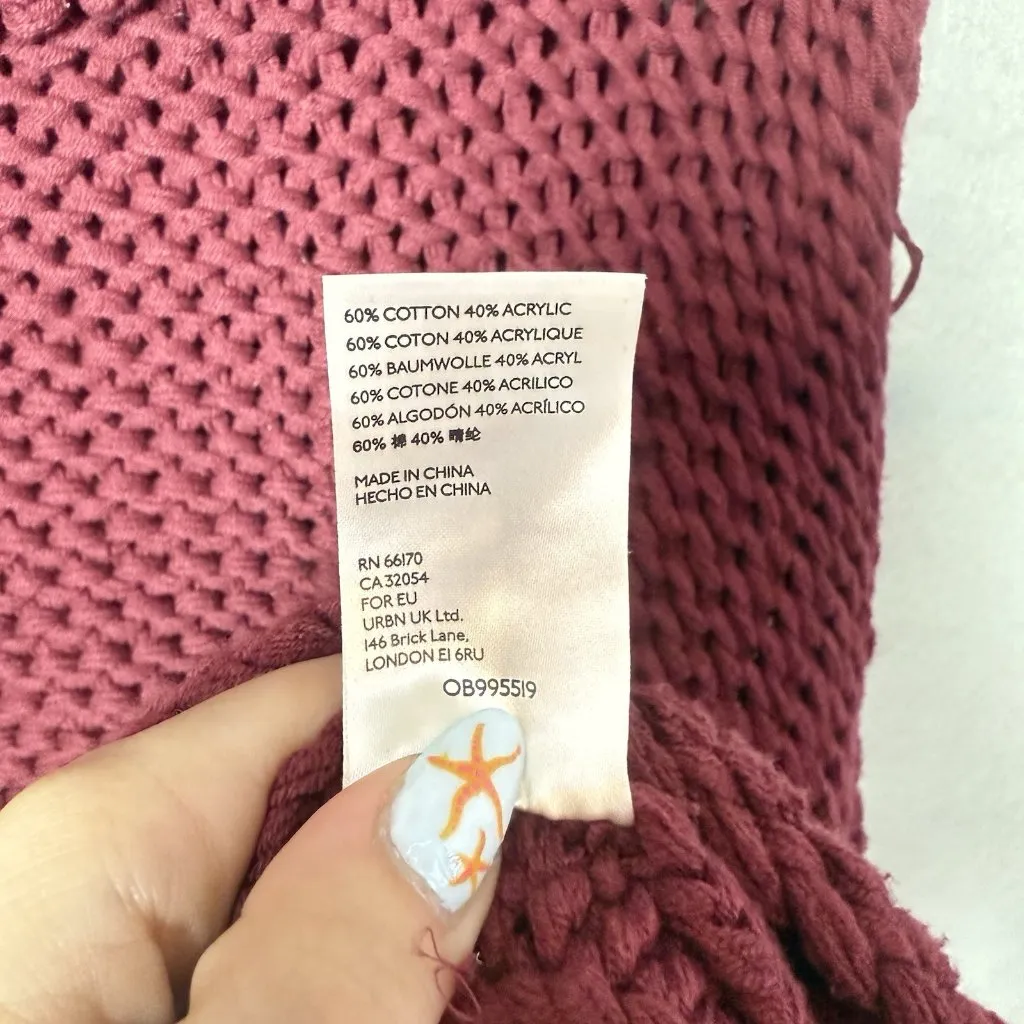 60% COTTON 40% ACRYLIC
60% COTON 40% ACRYLIQUE
60% BAUMWOLLE 40% ACRYL
60% COTONE 40% ACRILICO
60% ALGODÓN 40% ACRÍLICO
60% 棉 40% 晴纶
MADE IN CHINA
HECHO EN CHINA
RN 66170
CA 32054
FOR EU
URBN UK Ltd.
146 Brick Lane,
LONDON E1 6RU
OB995519